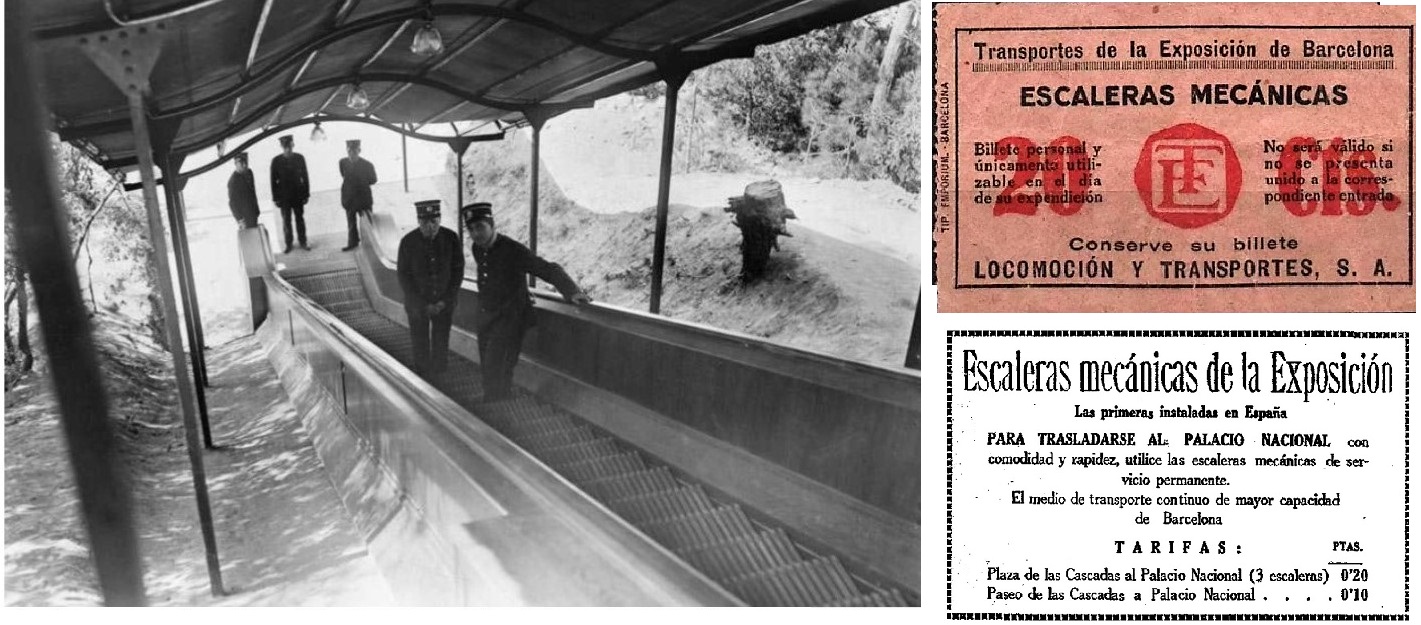 Transportes de la Exposición de Barcelona
ESCALERAS MECÁNICAS
Billete personal y
únicamente utili-
zable en el día
de su expendición
20
LTE
Cts.
No será válido si
no se presenta
unido a la corres-
pondiente entrada
Conserve su billete
LOCOMOCIÓN Y TRANSPORTES, S. A.
TIP. EMPORIUM. - BARCELONA
Escaleras mecánicas de la Exposición
Las primeras instaladas en España
PARA TRASLADARSE AL PALACIO NACIONAL con
comodidad y rapidez, utilice las escaleras mecánicas de ser-
vicio permanente.
El medio de transporte continuo de mayor capacidad
de Barcelona
TARIFAS: PTAS.
Plaza de las Cascadas al Palacio Nacional (3 escaleras) 0'20
Paseo de las Cascadas a Palacio Nacional . . . . 0'10